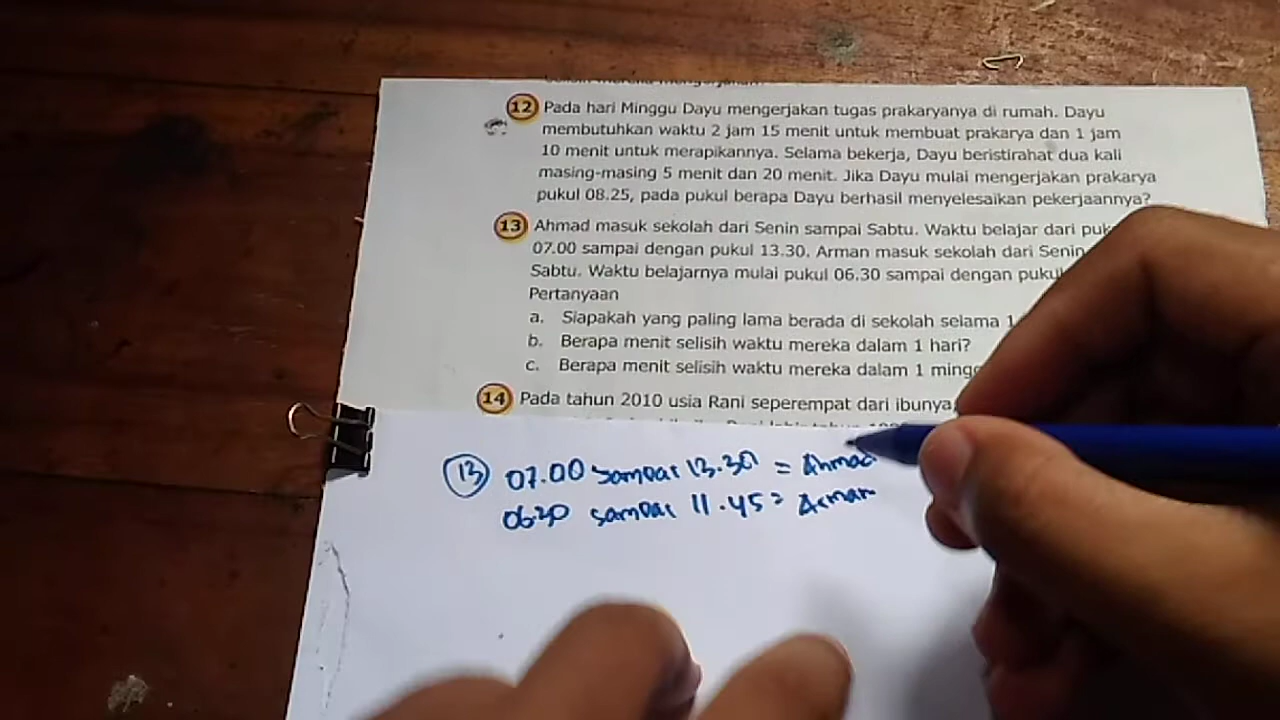 12 Pada hari Minggu Dayu mengerjakan tugas prakaryanya di rumah. Dayu
membutuhkan waktu 2 jam 15 menit untuk membuat prakarya dan 1 jam
10 menit untuk merapikannya. Selama bekerja, Dayu beristirahat dua kali
masing-masing 5 menit dan 20 menit. Jika Dayu mulai mengerjakan prakarya
pukul 08.25, pada pukul berapa Dayu berhasil menyelesaikan pekerjaannya?
13 Ahmad masuk sekolah dari Senin sampai Sabtu. Waktu belajar dari puk
07.00 sampai dengan pukul 13.30. Arman masuk sekolah dari Senin
Sabtu. Waktu belajarnya mulai pukul 06.30 sampai dengan pukul
Pertanyaan
a. Siapakah yang paling lama berada di sekolah selama 1
b. Berapa menit selisih waktu mereka dalam 1 hari?
c. Berapa menit selisih waktu mereka dalam 1 mingg
14 Pada tahun 2010 usia Rani seperempat dari ibunya.
13 07.00 sampai 13.30 = Ahmad
06.30 sampai 11.45 = Arman